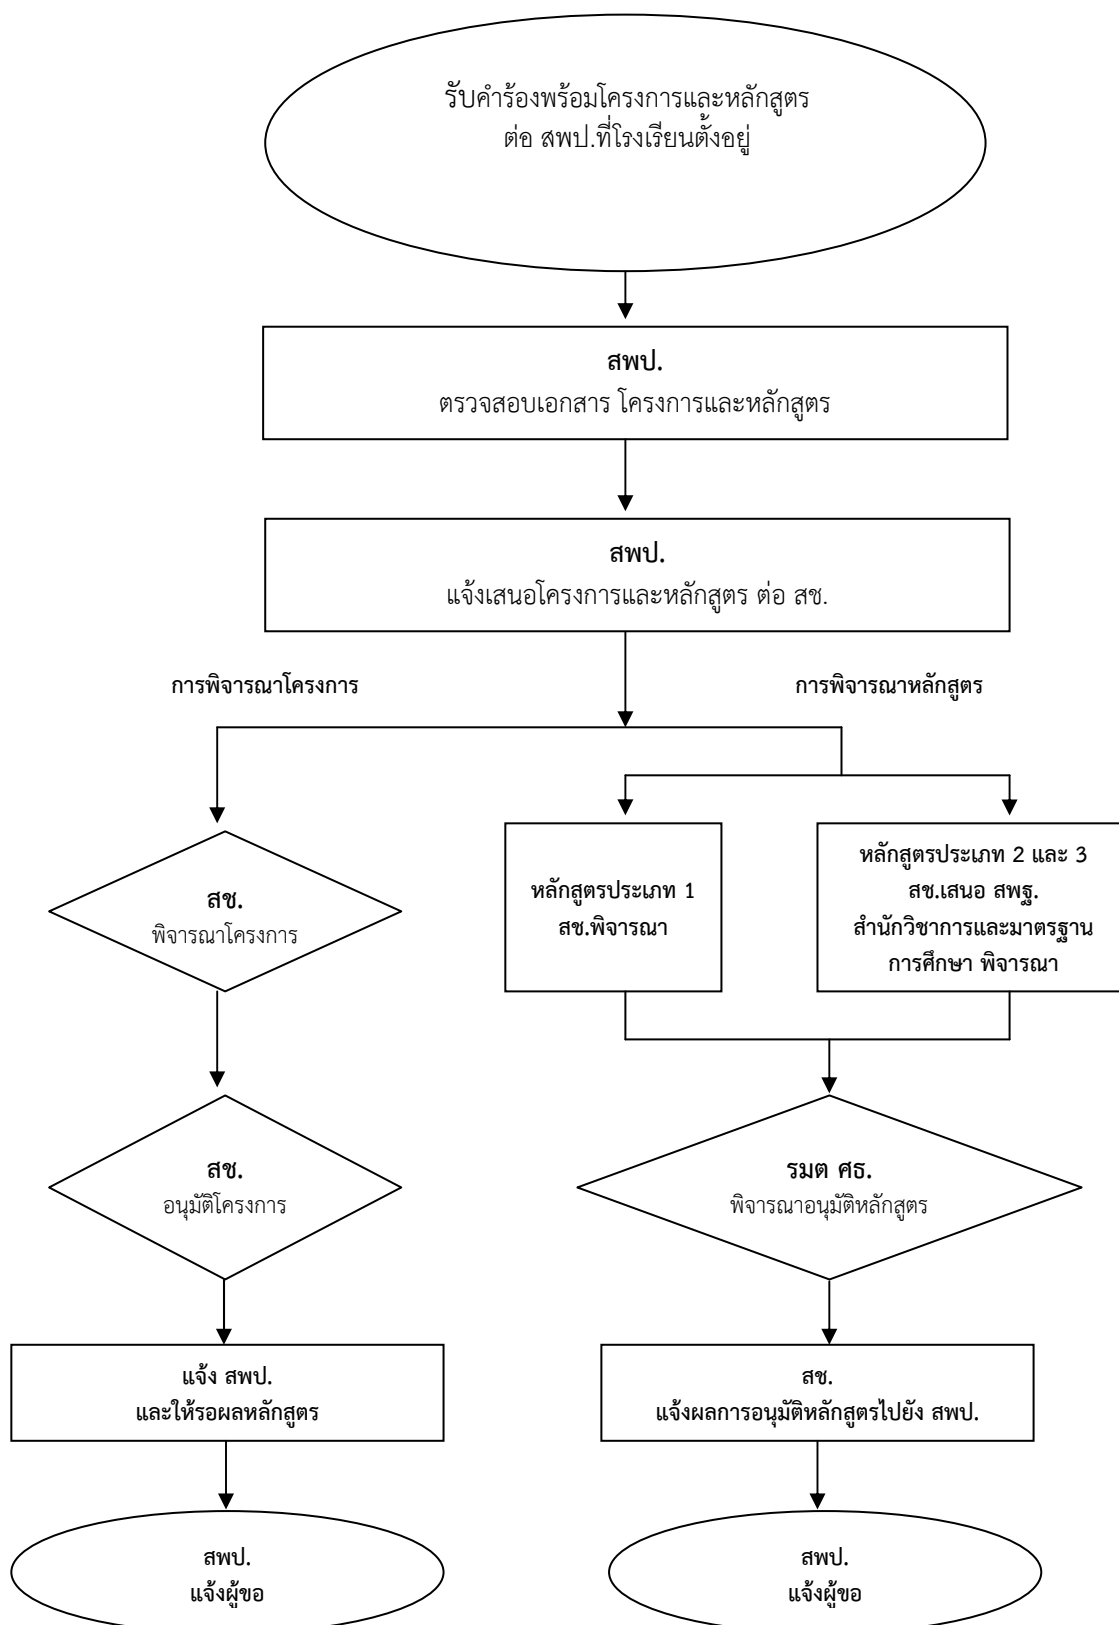 รับคำร้องพร้อมโครงการและหลักสูตร
ต่อ สพป.ที่โรงเรียนตั้งอยู่
สพป.
ตรวจสอบเอกสาร โครงการและหลักสูตร
สพป.
แจ้งเสนอโครงการและหลักสูตร ต่อ สช.
การพิจารณาโครงการ
การพิจารณาหลักสูตร
สช.
พิจารณาโครงการ
หลักสูตรประเภท 1
สช.พิจารณา
หลักสูตรประเภท 2 และ 3
สช.เสนอ สพฐ.
สำนักวิชาการและมาตรฐาน
การศึกษา พิจารณา
สช.
อนุมัติโครงการ
รมต ศธ.
พิจารณาอนุมัติหลักสูตร
แจ้ง สพป.
และให้รอผลหลักสูตร
สช.
แจ้งผลการอนุมัติหลักสูตรไปยัง สพป.
สพป.
แจ้งผู้ขอ
สพป.
แจ้งผู้ขอ